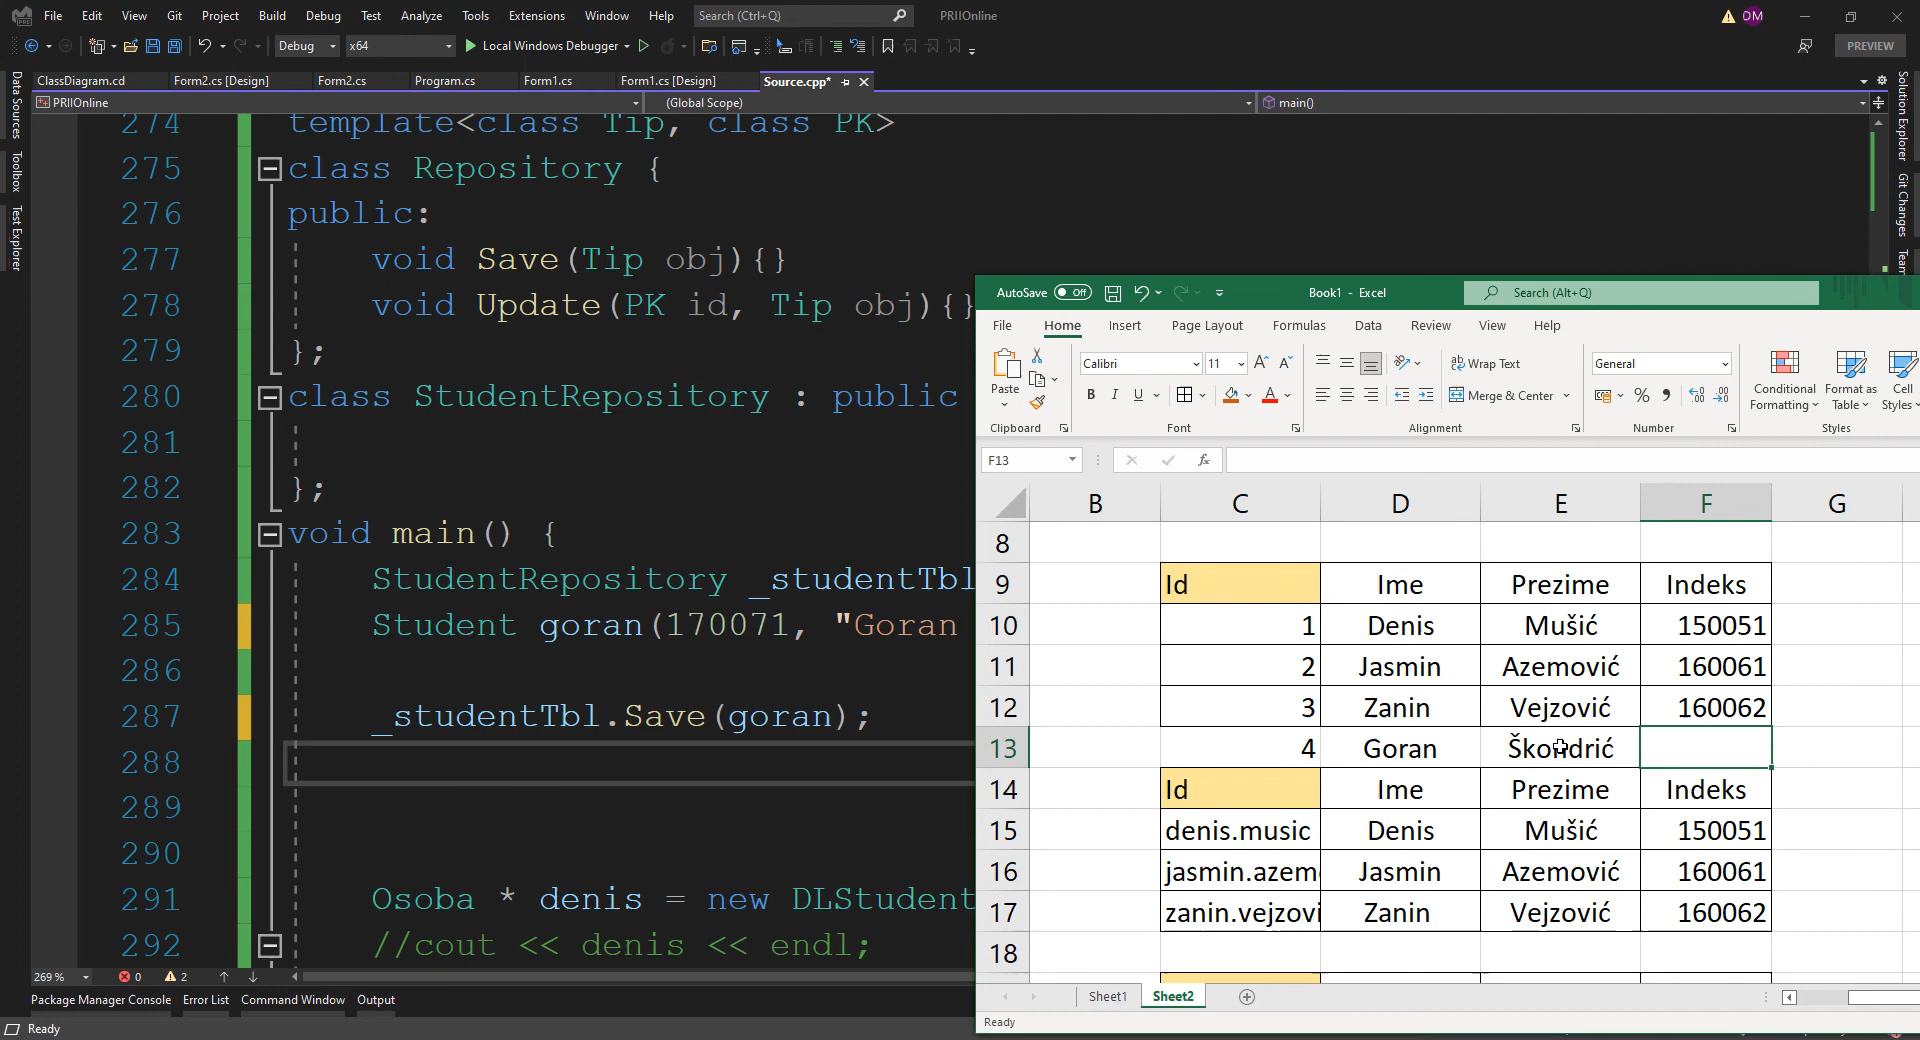 File Edit View Git Project Build Debug Test Analyze Tools Extensions Window Help Search (Ctrl+Q) PRIIOnline DM
Debug x64 Local Windows Debugger PREVIEW
ClassDiagram.cd Form2.cs [Design] Form2.cs Program.cs Form1.cs Form1.cs [Design] Source.cpp*
PRIIOnline (Global Scope) main()
Data Sources
Toolbox
Test Explorer
Solution Explorer
Git Changes
274 template<class Tip, class PK>
275 class Repository {
276 public:
277 void Save(Tip obj){}
278 void Update(PK id, Tip obj){}
279 };
280 class StudentRepository : public
281
282 };
283 void main() {
284 StudentRepository _studentTbl
285 Student goran(170071, "Goran
286
287 _studentTbl.Save(goran);
288
289
290
291 Osoba * denis = new DLStudent
292 //cout << denis << endl;
269 % 0 2
Package Manager Console Error List Command Window Output
Ready
AutoSave Off Book1 - Excel Search (Alt+Q)
File Home Insert Page Layout Formulas Data Review View Help
Paste Calibri 11 Wrap Text General
B I U Merge & Center % Conditional Formatting Format as Table Cell Styles
Clipboard Font Alignment Number Styles
F13 fx
B C D E F G
8
9 Id Ime Prezime Indeks
10 1 Denis Mušić 150051
11 2 Jasmin Azemović 160061
12 3 Zanin Vejzović 160062
13 4 Goran Škondrić
14 Id Ime Prezime Indeks
15 denis.music Denis Mušić 150051
16 jasmin.azem Jasmin Azemović 160061
17 zanin.vejzovi Zanin Vejzović 160062
18
Sheet1 Sheet2
Ready